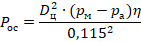 Pос = Dц² · (pм − pа)η / 0,115²